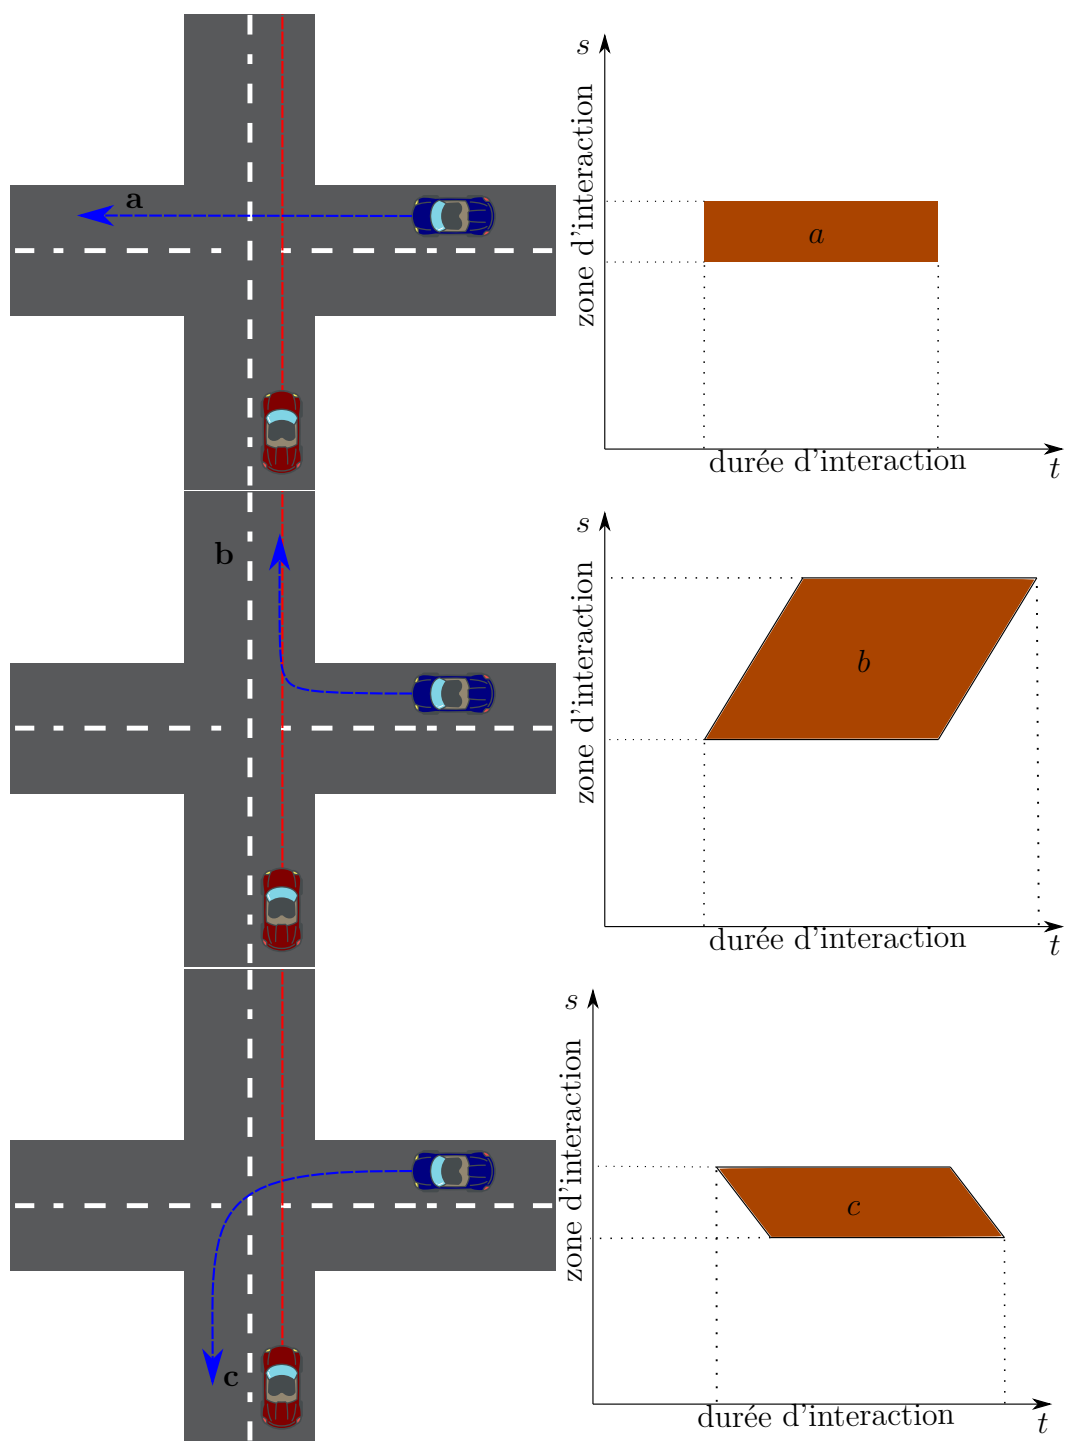 a
s
zone d'interaction
a
durée d'interaction
t
b
s
zone d'interaction
b
durée d'interaction
t
c
s
zone d'interaction
c
durée d'interaction
t